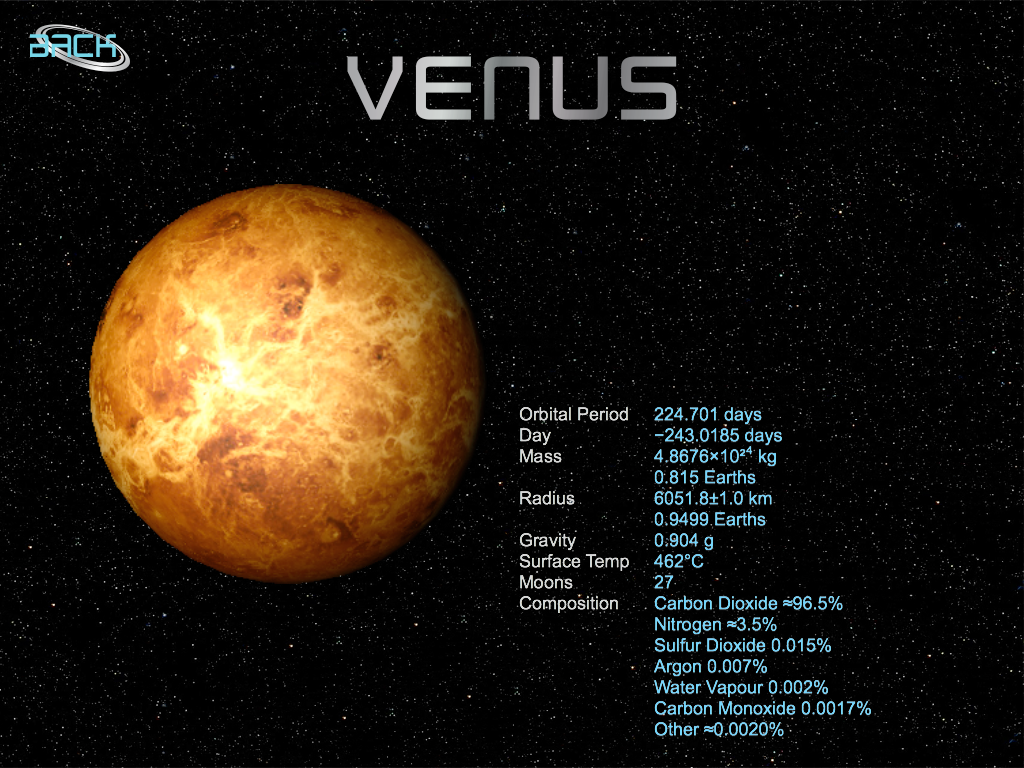 BACK
VENUS
Orbital Period 224.701 days
Day −243.0185 days
Mass 4.8676×10²⁴ kg
0.815 Earths
Radius 6051.8±1.0 km
0.9499 Earths
Gravity 0.904 g
Surface Temp 462°C
Moons 27
Composition Carbon Dioxide ≈96.5%
Nitrogen ≈3.5%
Sulfur Dioxide 0.015%
Argon 0.007%
Water Vapour 0.002%
Carbon Monoxide 0.0017%
Other ≈0.0020%